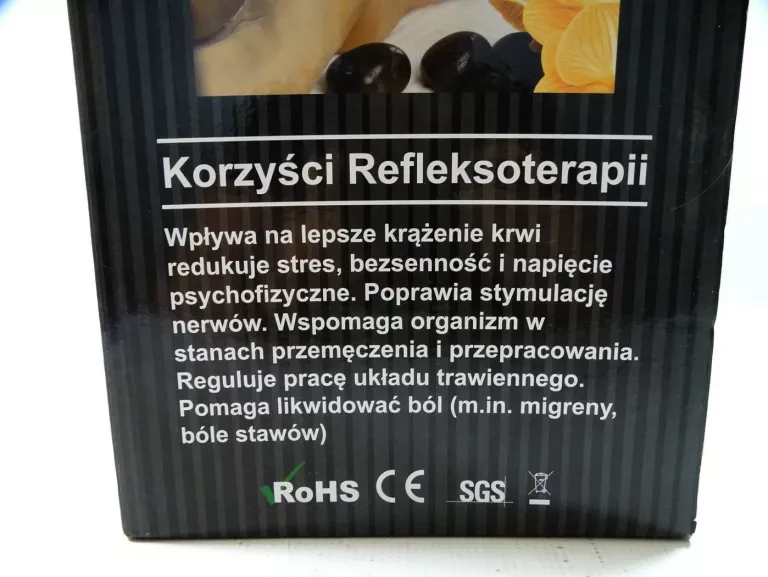 Korzyści Refleksoterapii
Wpływa na lepsze krążenie krwi
redukuje stres, bezsenność i napięcie
psychofizyczne. Poprawia stymulację
nerwów. Wspomaga organizm w
stanach przemęczenia i przepracowania.
Reguluje pracę układu trawiennego.
Pomaga likwidować ból (m.in. migreny,
bóle stawów)
RoHS CE SGS